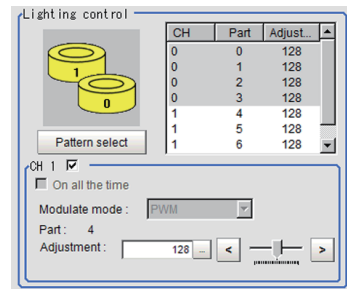 Lighting control
CH Part Adjust...
0 0 128
0 1 128
0 2 128
0 3 128
1 4 128
1 5 128
1 6 128
1
0
Pattern select
CH 1
On all the time
Modulate mode : PWM
Part : 4
Adjustment : 128 ... < >